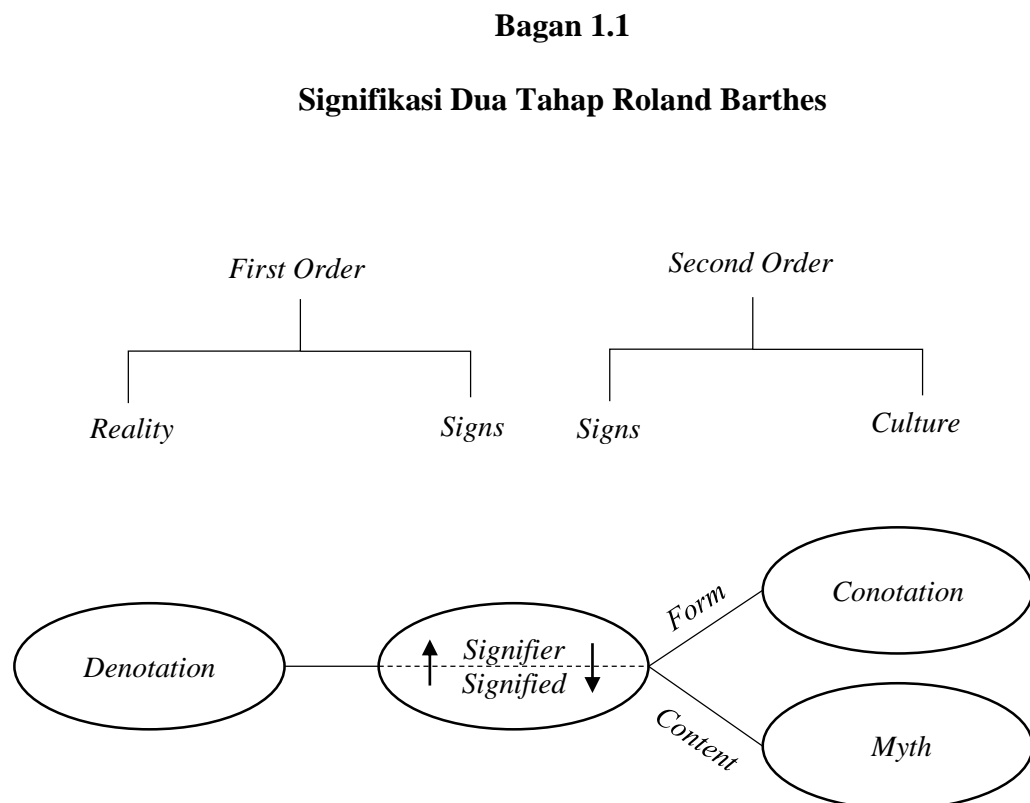 Bagan 1.1
Signifikasi Dua Tahap Roland Barthes
First Order
Second Order
Reality
Signs
Signs
Culture
Denotation
Signifier
Signified
Form
Content
Conotation
Myth